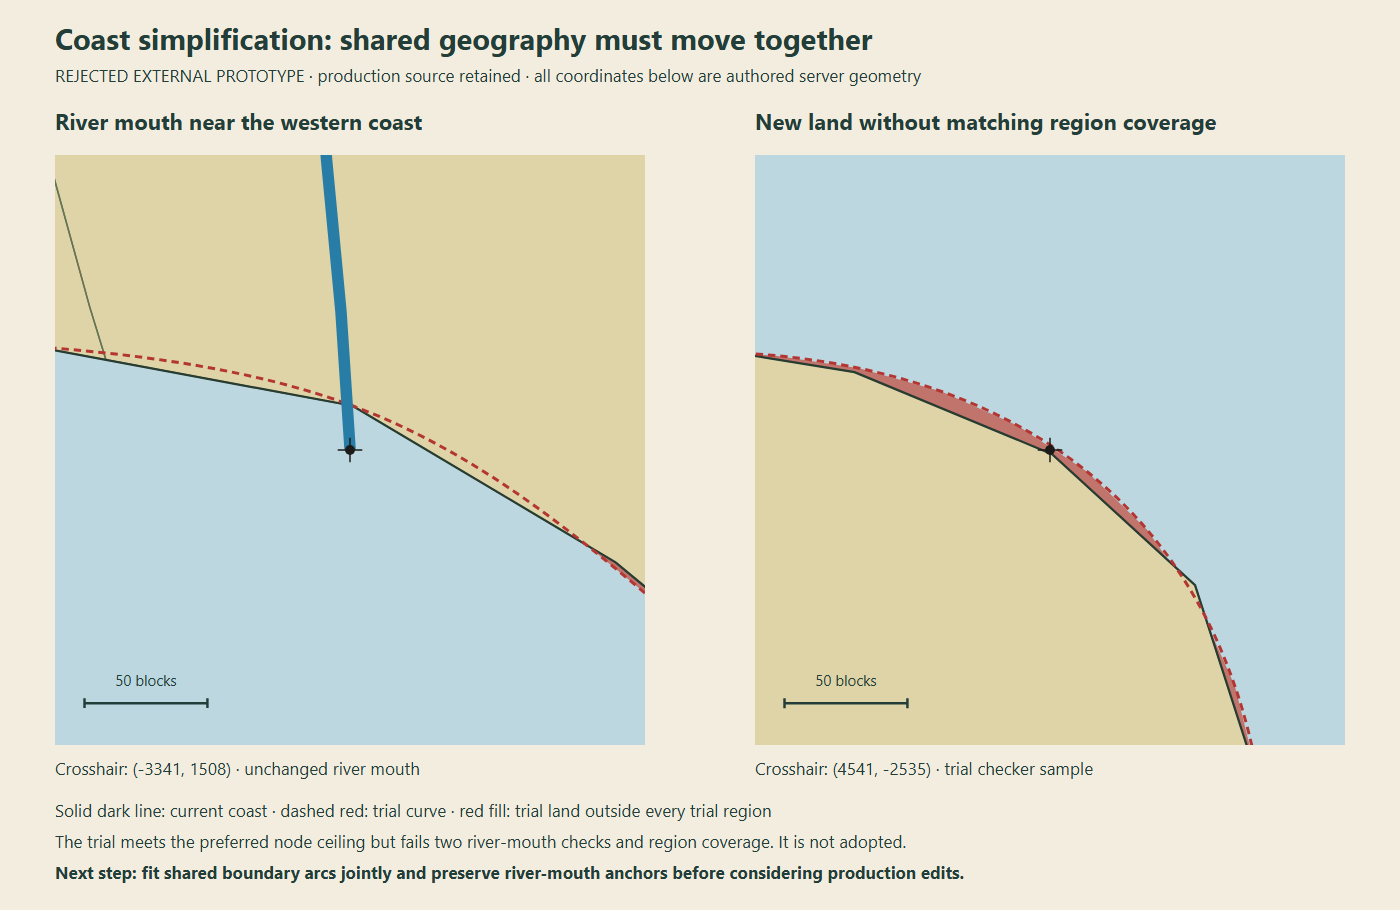 Coast simplification: shared geography must move together
REJECTED EXTERNAL PROTOTYPE · production source retained · all coordinates below are authored server geometry
River mouth near the western coast
New land without matching region coverage
50 blocks
50 blocks
Crosshair: (-3341, 1508) · unchanged river mouth
Crosshair: (4541, -2535) · trial checker sample
Solid dark line: current coast · dashed red: trial curve · red fill: trial land outside every trial region
The trial meets the preferred node ceiling but fails two river-mouth checks and region coverage. It is not adopted.
Next step: fit shared boundary arcs jointly and preserve river-mouth anchors before considering production edits.